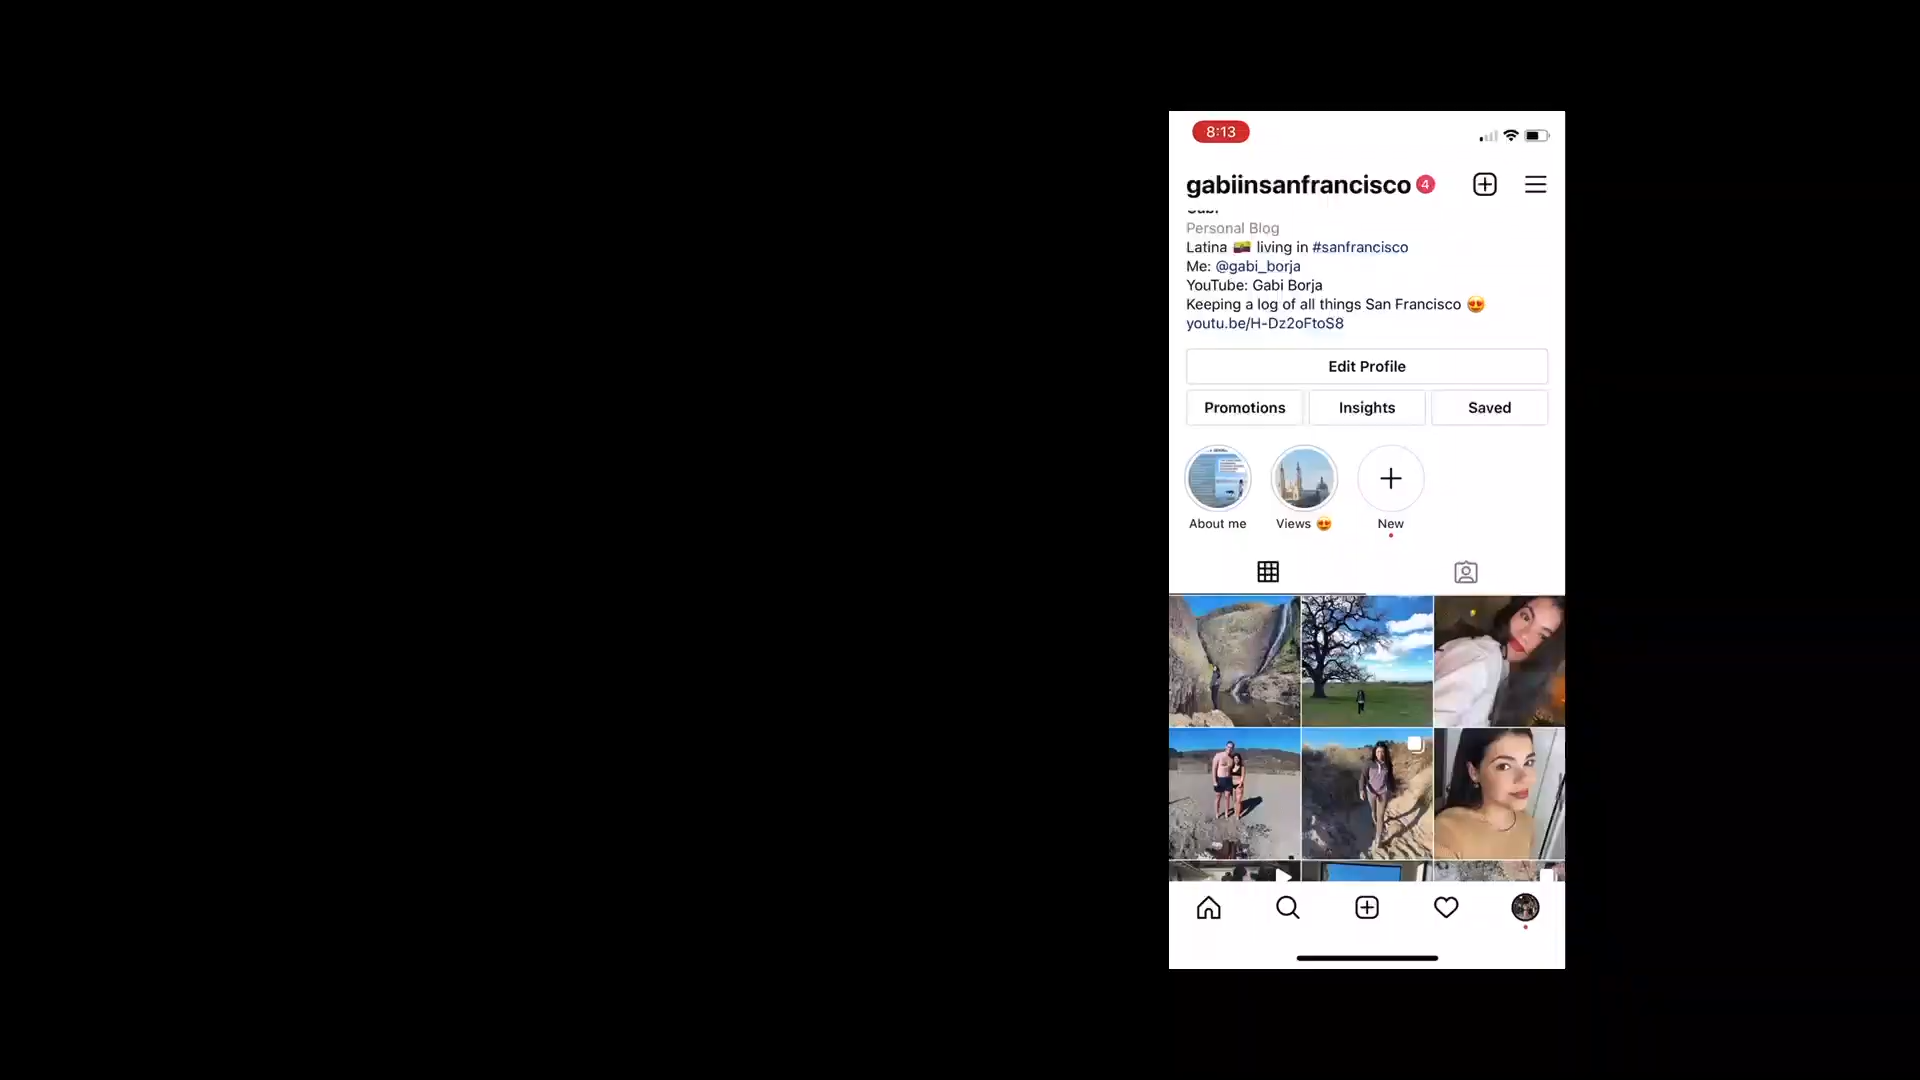 8:13
gabiinsanfrancisco 4
Gabi
Personal Blog
Latina 🇪🇨 living in #sanfrancisco
Me: @gabi_borja
YouTube: Gabi Borja
Keeping a log of all things San Francisco 😍
youtu.be/H-Dz2oFtoS8
Edit Profile
Promotions Insights Saved
About me Views 😍 New